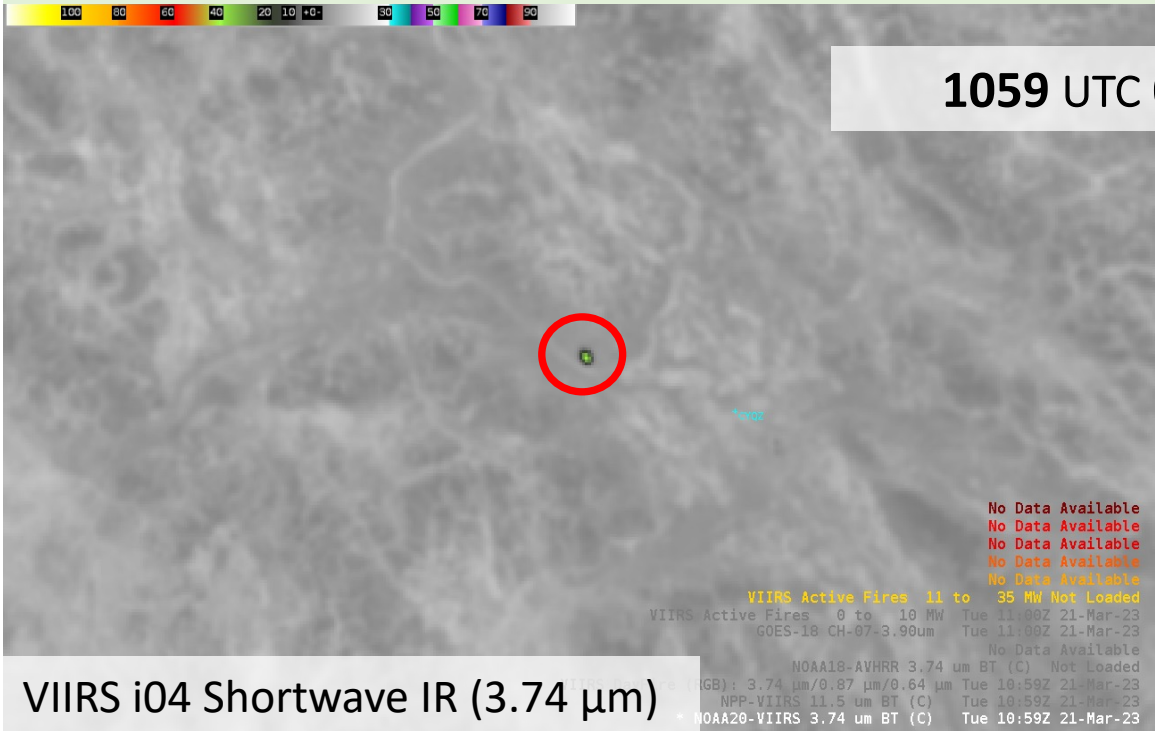 100 80 60 40 20 10 +0- 30 50 70 90
1059 UTC
No Data Available
No Data Available
No Data Available
No Data Available
No Data Available
VIIRS Active Fires 11 to 35 MW Not Loaded
VIIRS Active Fires 0 to 10 MW Tue 11:00Z 21-Mar-23
GOES-18 CH-07-3.90um Tue 11:00Z 21-Mar-23
No Data Available
NOAA18-AVHRR 3.74 um BT (C) Not Loaded
(RGB): 3.74 µm/0.87 µm/0.64 µm Tue 10:59Z 21-Mar-23
NPP-VIIRS 11.5 um BT (C) Tue 10:59Z 21-Mar-23
* NOAA20-VIIRS 3.74 um BT (C) Tue 10:59Z 21-Mar-23
VIIRS i04 Shortwave IR (3.74 µm)